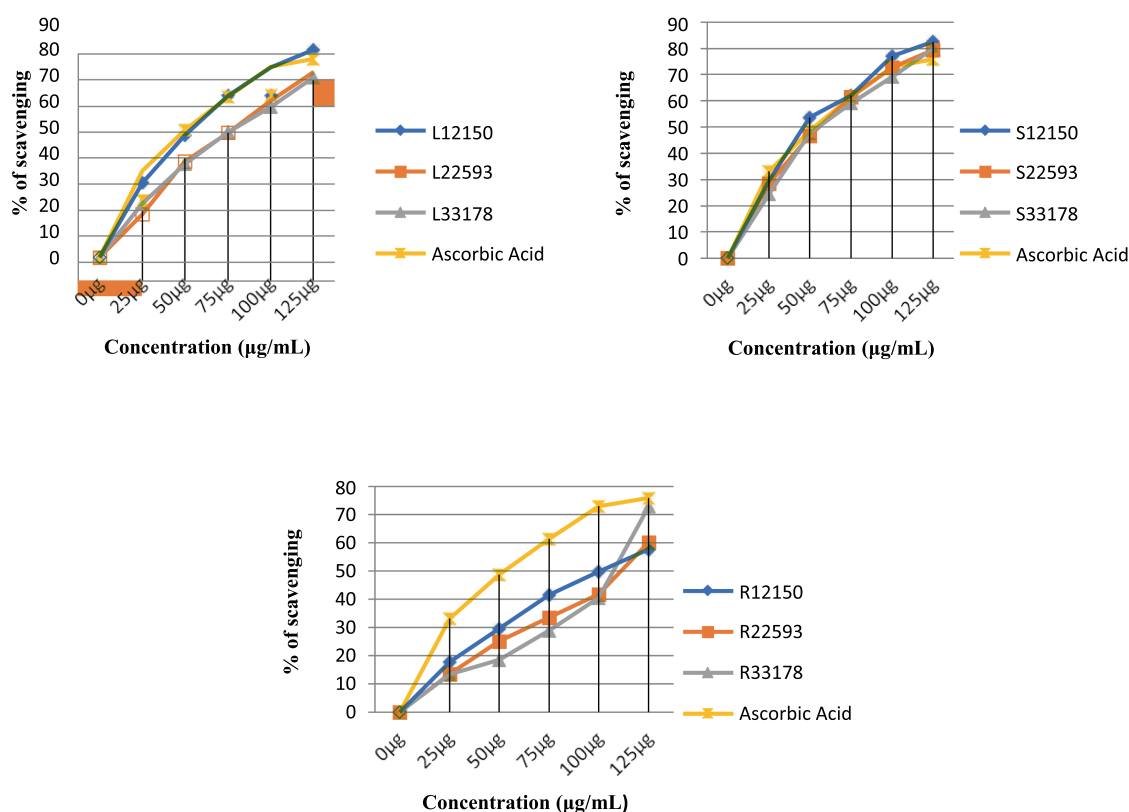 90
80
70
60
50
40
30
20
10
0
% of scavenging
0µg
25µg
50µg
75µg
100µg
125µg
Concentration (µg/mL)
L12150
L22593
L33178
Ascorbic Acid
90
80
70
60
50
40
30
20
10
0
% of scavenging
0µg
25µg
50µg
75µg
100µg
125µg
Concentration (µg/mL)
S12150
S22593
S33178
Ascorbic Acid
80
70
60
50
40
30
20
10
0
% of scavenging
0µg
25µg
50µg
75µg
100µg
125µg
Concentration (µg/mL)
R12150
R22593
R33178
Ascorbic Acid